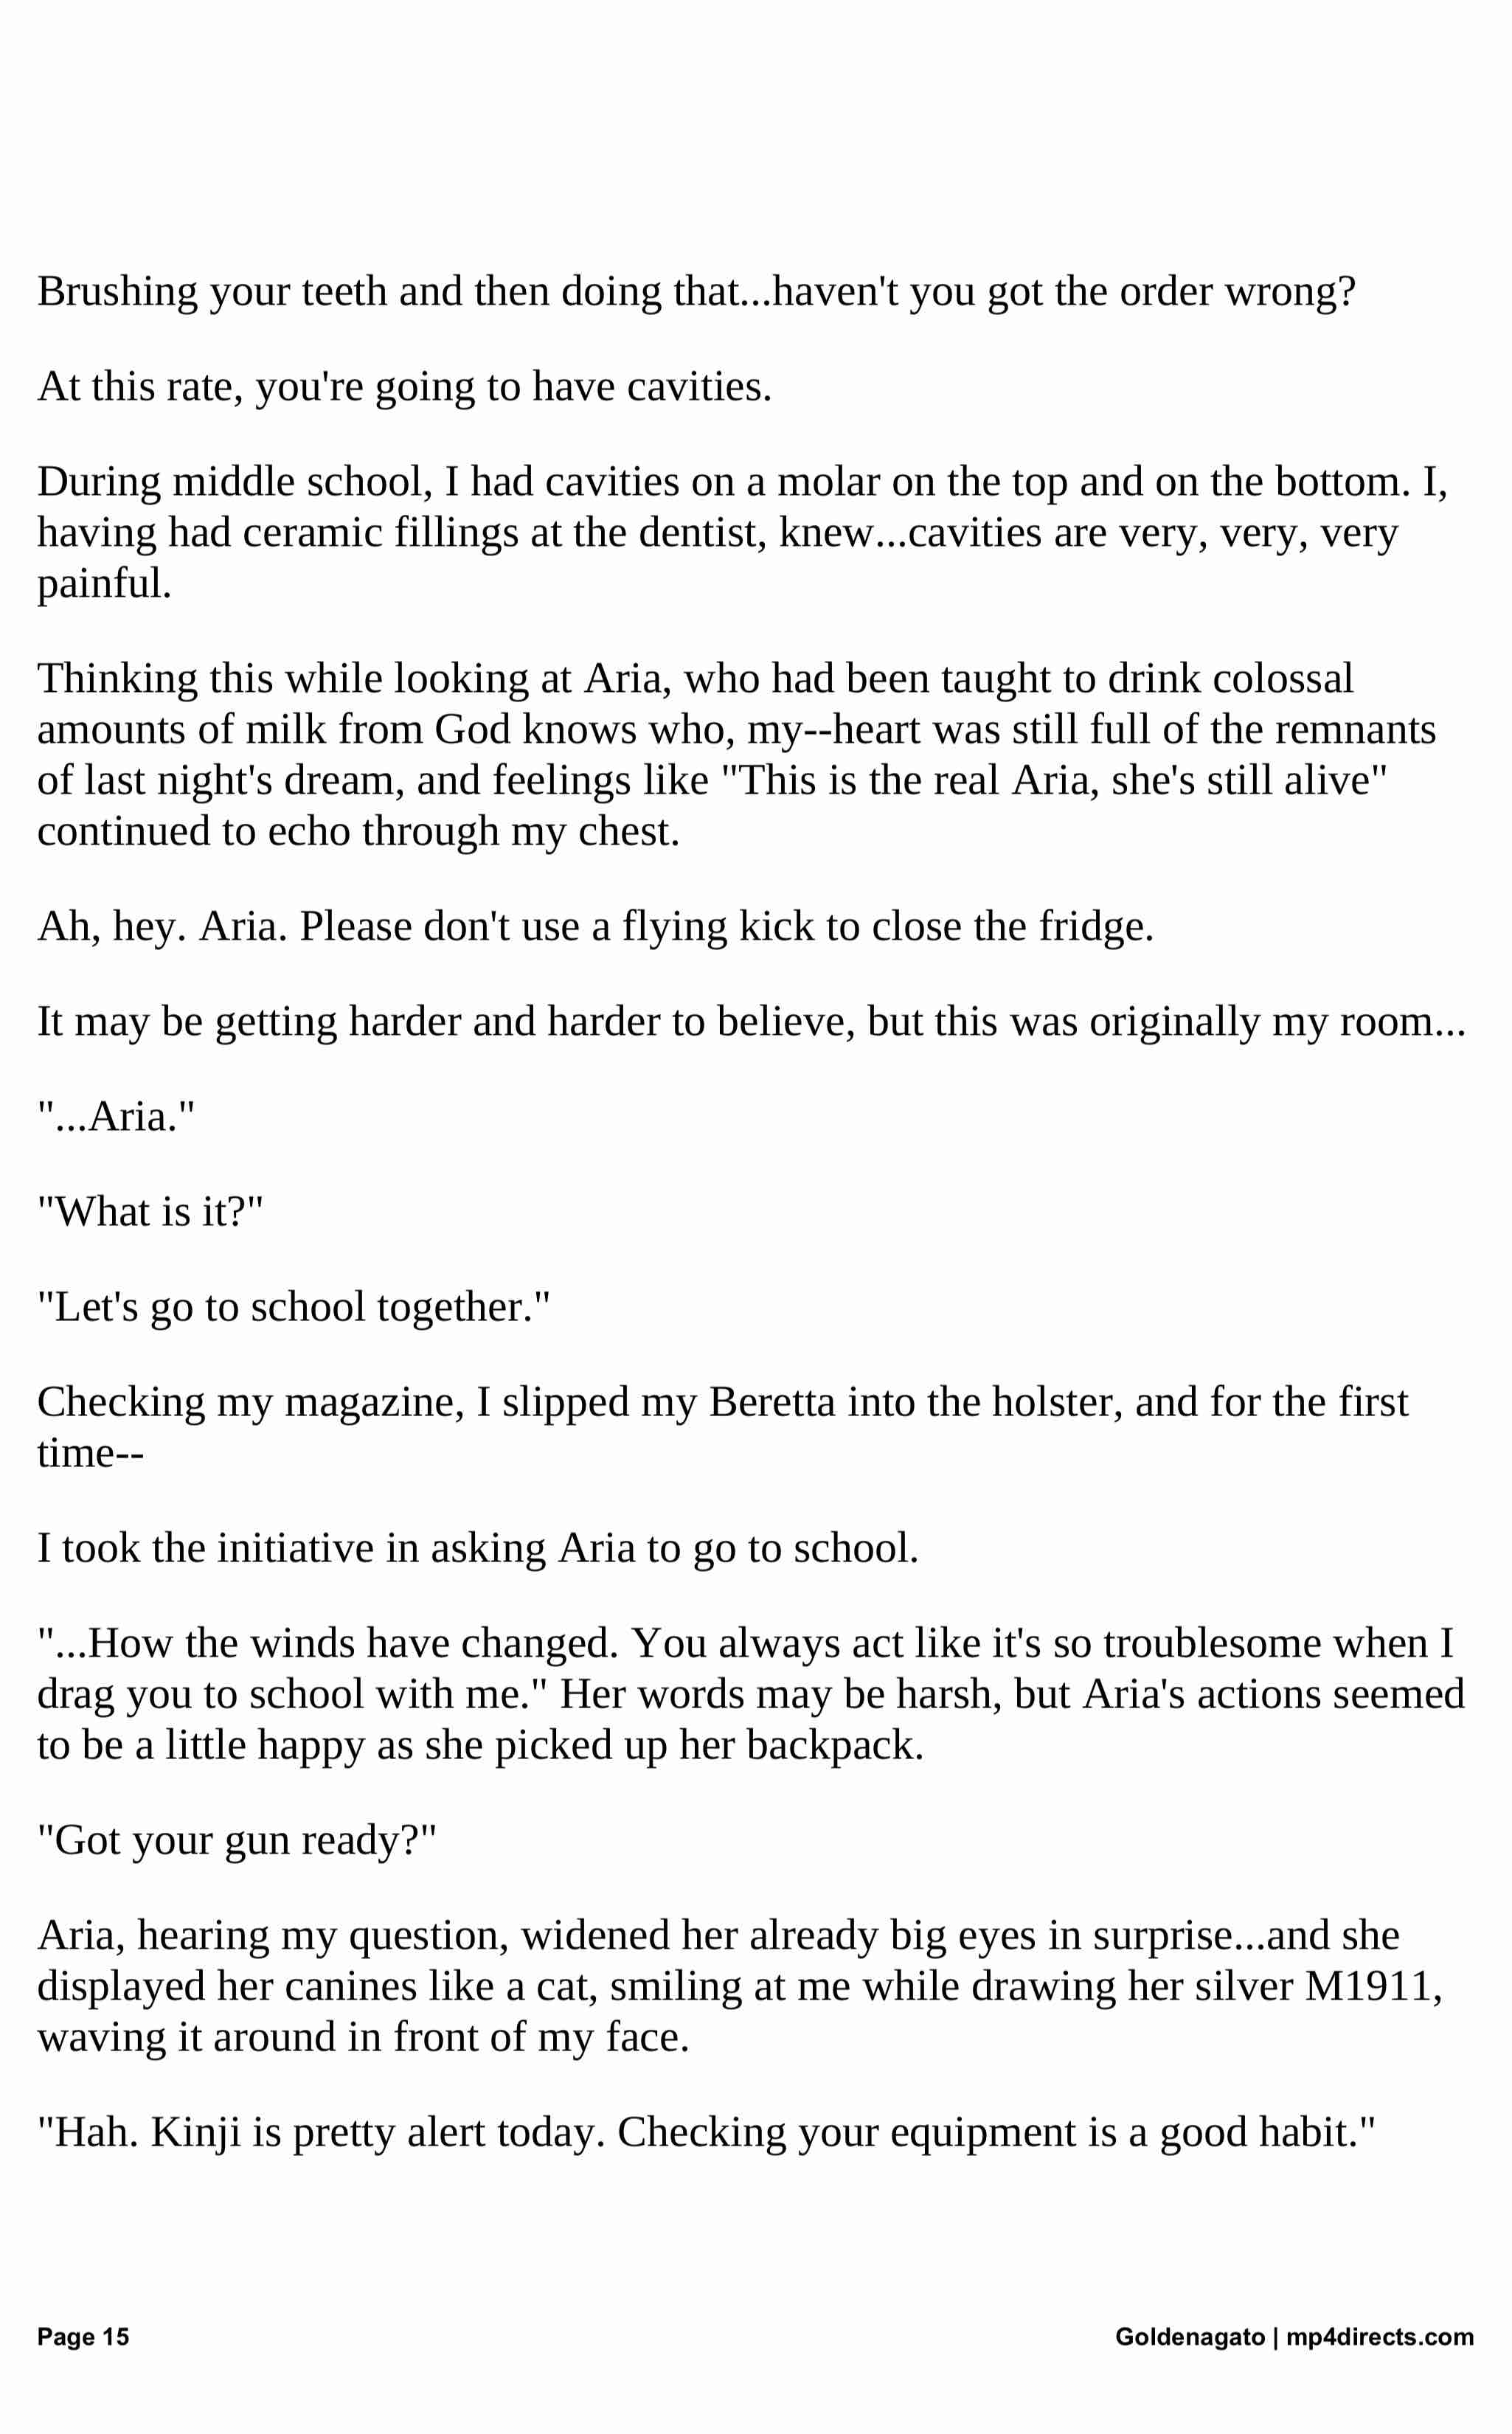 Brushing your teeth and then doing that...haven't you got the order wrong?
At this rate, you're going to have cavities.
During middle school, I had cavities on a molar on the top and on the bottom. I,
having had ceramic fillings at the dentist, knew...cavities are very, very, very
painful.
Thinking this while looking at Aria, who had been taught to drink colossal
amounts of milk from God knows who, my--heart was still full of the remnants
of last night's dream, and feelings like "This is the real Aria, she's still alive"
continued to echo through my chest.
Ah, hey. Aria. Please don't use a flying kick to close the fridge.
It may be getting harder and harder to believe, but this was originally my room...
"...Aria."
"What is it?"
"Let's go to school together."
Checking my magazine, I slipped my Beretta into the holster, and for the first
time--
I took the initiative in asking Aria to go to school.
"...How the winds have changed. You always act like it's so troublesome when I
drag you to school with me." Her words may be harsh, but Aria's actions seemed
to be a little happy as she picked up her backpack.
"Got your gun ready?"
Aria, hearing my question, widened her already big eyes in surprise...and she
displayed her canines like a cat, smiling at me while drawing her silver M1911,
waving it around in front of my face.
"Hah. Kinji is pretty alert today. Checking your equipment is a good habit."
Page 15
Goldenagato | mp4directs.com